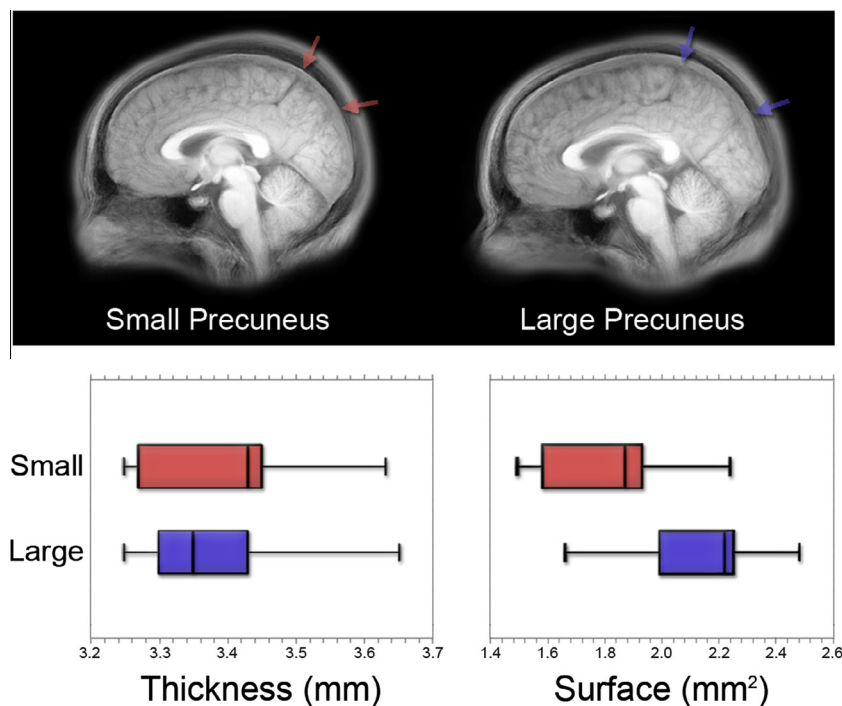 Small Precuneus
Large Precuneus
Small
Large
3.2 3.3 3.4 3.5 3.6 3.7
1.4 1.6 1.8 2.0 2.2 2.4 2.6
Thickness (mm)
Surface (mm²)